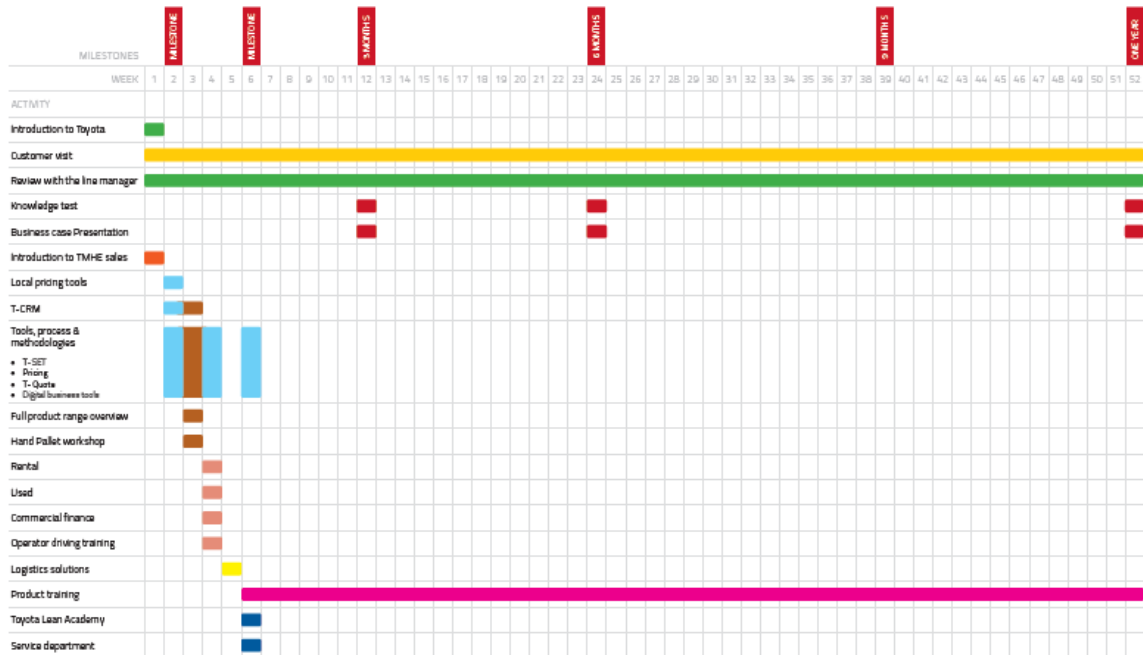 MILESTONE MILESTONE 3 MONTHS 6 MONTHS 9 MONTHS ONE YEAR
MILESTONES
WEEK 1 2 3 4 5 6 7 8 9 10 11 12 13 14 15 16 17 18 19 20 21 22 23 24 25 26 27 28 29 30 31 32 33 34 35 36 37 38 39 40 41 42 43 44 45 46 47 48 49 50 51 52
ACTIVITY
Introduction to Toyota
Customer visit
Review with the line manager
Knowledge test
Business case Presentation
Introduction to TMHE sales
Local pricing tools
T-CRM
Tools, process &
methodologies
• T-SET
• Pricing
• T-Quote
• Digital business tools
Full product range overview
Hand Pallet workshop
Rental
Used
Commercial finance
Operator driving training
Logistics solutions
Product training
Toyota Lean Academy
Service department